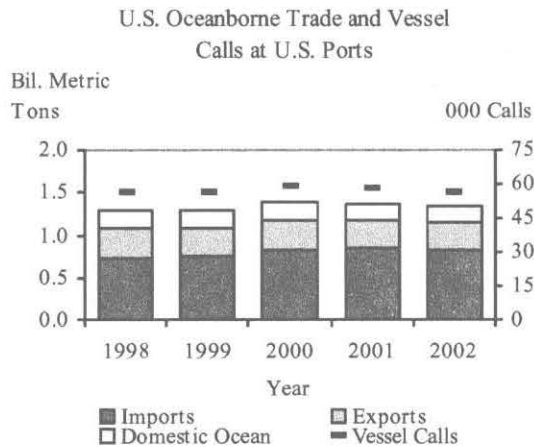 U.S. Oceanborne Trade and Vessel
Calls at U.S. Ports
Bil. Metric
Tons
000 Calls
2.0 75
1.5 60
1.0 45
0.5 30
0.0 15
0
1998 1999 2000 2001 2002
Year
Imports Exports
Domestic Ocean Vessel Calls